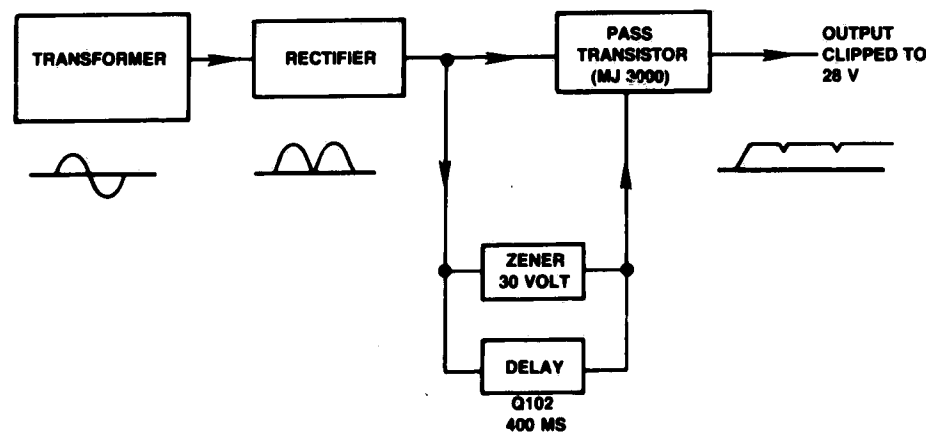 TRANSFORMER
RECTIFIER
PASS
TRANSISTOR
(MJ 3000)
OUTPUT
CLIPPED TO
28 V
ZENER
30 VOLT
DELAY
Q102
400 MS